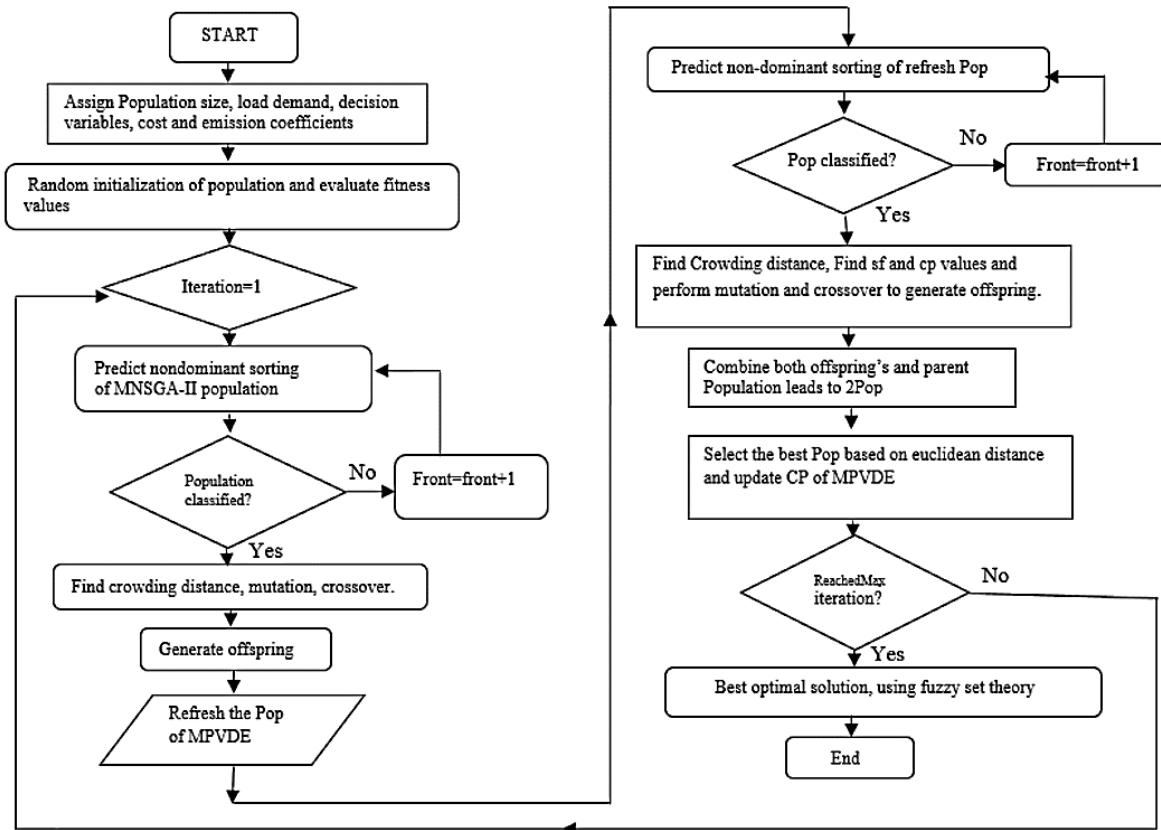 START
Assign Population size, load demand, decision
variables, cost and emission coefficients
Random initialization of population and evaluate fitness
values
Iteration=1
Predict nondominant sorting
of MNSGA-II population
Population
classified?
No
Front=front+1
Yes
Find crowding distance, mutation, crossover.
Generate offspring
Refresh the Pop
of MPVDE
Predict non-dominant sorting of refresh Pop
Pop classified?
No
Front=front+1
Yes
Find Crowding distance, Find sf and cp values and
perform mutation and crossover to generate offspring.
Combine both offspring's and parent
Population leads to 2Pop
Select the best Pop based on euclidean distance
and update CP of MPVDE
ReachedMax
iteration?
No
Yes
Best optimal solution, using fuzzy set theory
End